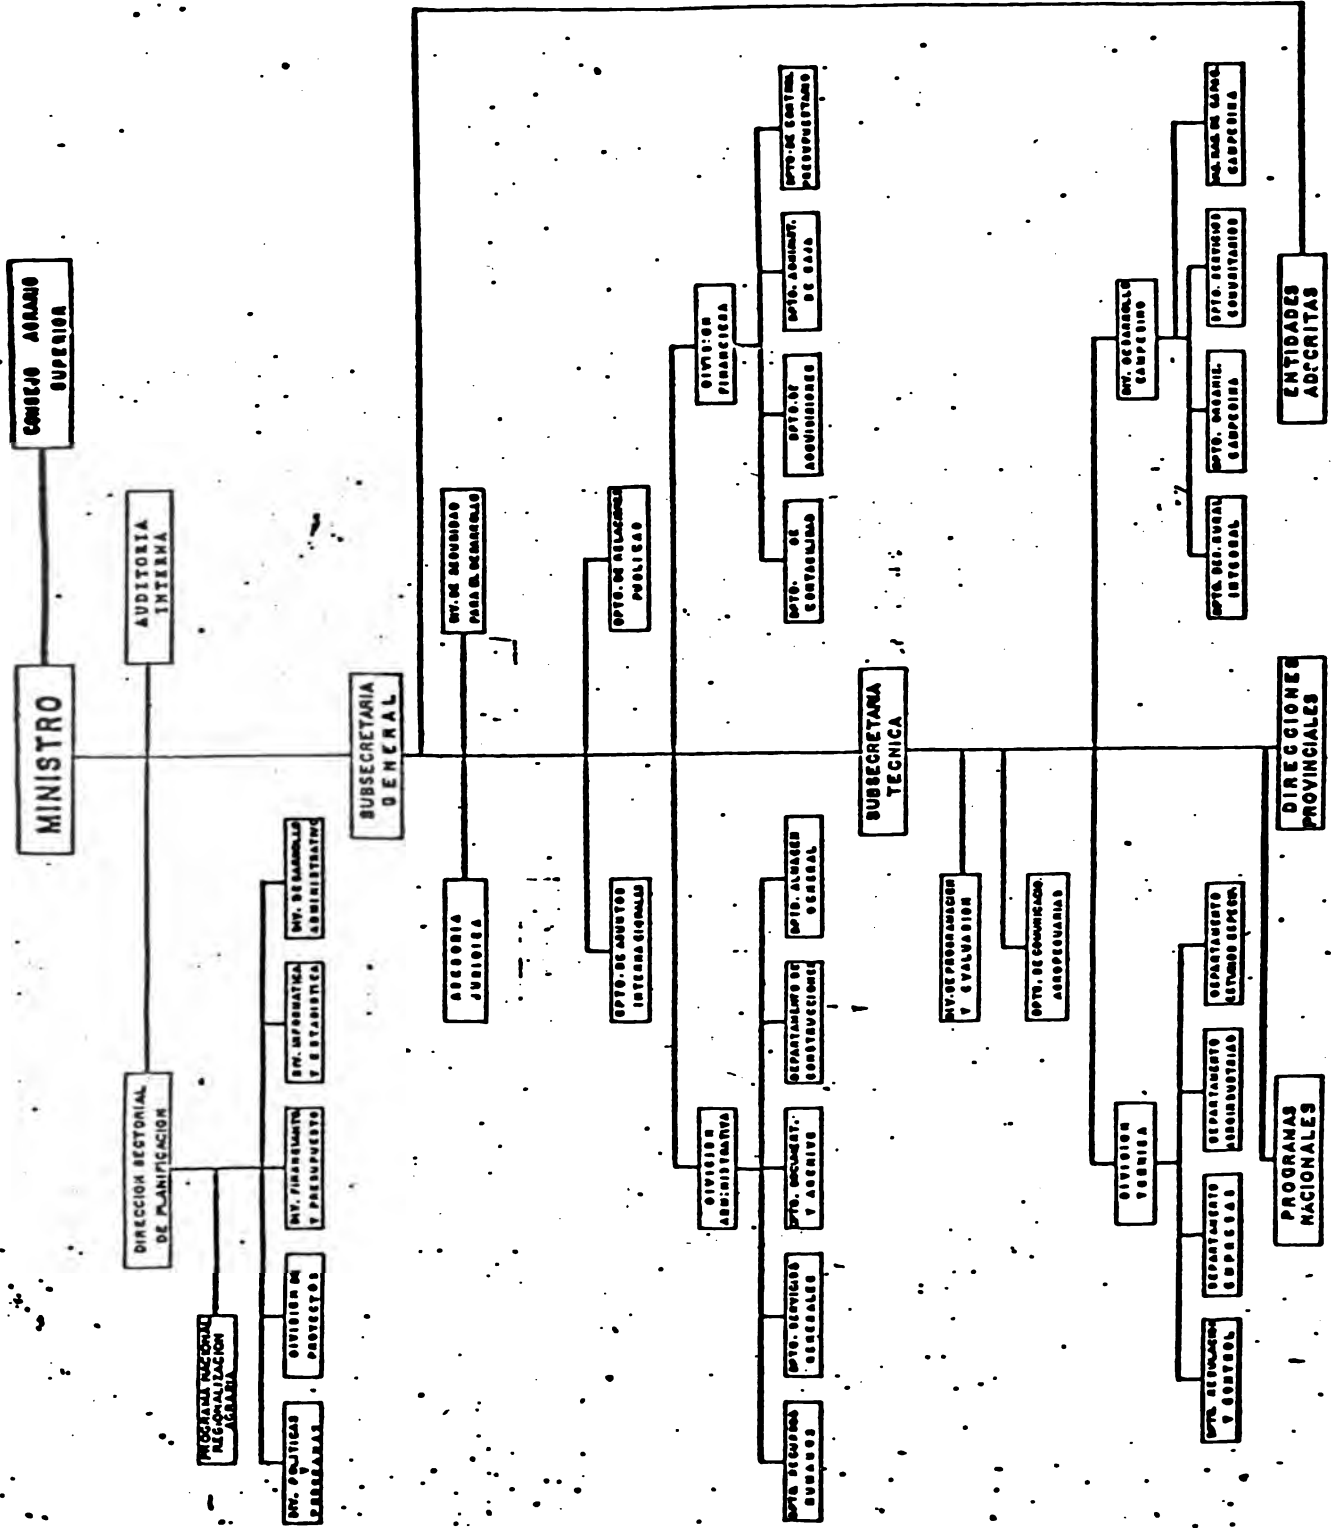 CONSEJO AGRARIO
SUPERIOR
MINISTRO
AUDITORIA
INTERNA
DIRECCION SECTORIAL
DE PLANIFICACION
PROGRAMA NACIONAL
REGIONALIZACION
AGRARIA
DIV. POLITICAS
Y
PROGRAMAS
DIVISION DE
PROYECTOS
DIV. FINANCIAMTO
Y PRESUPUESTO
DIV. INFORMATICA
Y ESTADISTICA
DIV. DESARROLLO
ADMINISTRATIVO
SUBSECRETARIA
GENERAL
ASESORIA
JURIDICA
DIV. DE SEGURIDAD
PARA EL DESARROLLO
DPTO. DE ASUNTOS
INTERNACIONALES
DPTO. DE RELACIONES
PUBLICAS
DIVISION
ADMINISTRATIVA
DIVISION
FINANCIERA
DPTO. RECURSOS
HUMANOS
DPTO. SERVICIOS
GENERALES
DPTO. DOCUMENT.
Y ARCHIVO
DEPARTAMENTO DE
CONSTRUCCIONES
DPTO. ALMACEN
GENERAL
DPTO. DE
CONTABILIDAD
DPTO. DE
ADQUISICIONES
DPTO. ADMINIST.
DE CAJA
DPTO. DE CONTROL
PRESUPUESTARIO
SUBSECRETARIA
TECNICA
DIV. DE PROGRAMACION
Y EVALUACION
DPTO. DE COMUNICACIO.
AGROPECUARIAS
DIVISION
TECNICA
DIV. DESARROLLO
CAMPESINO
DPTO. REGULACION
Y CONTROL
DEPARTAMENTO
EMPRESAS
DEPARTAMENTO
AGROINDUSTRIAS
DEPARTAMENTO
DPTO. DES. RURAL
INTEGRAL
DPTO. ORGANIZ.
CAMPESINA
DPTO. SERVICIOS
COMUNITARIOS
CAMPESINA
PROGRAMAS
NACIONALES
DIRECCIONES
PROVINCIALES
ENTIDADES
ADSCRITAS